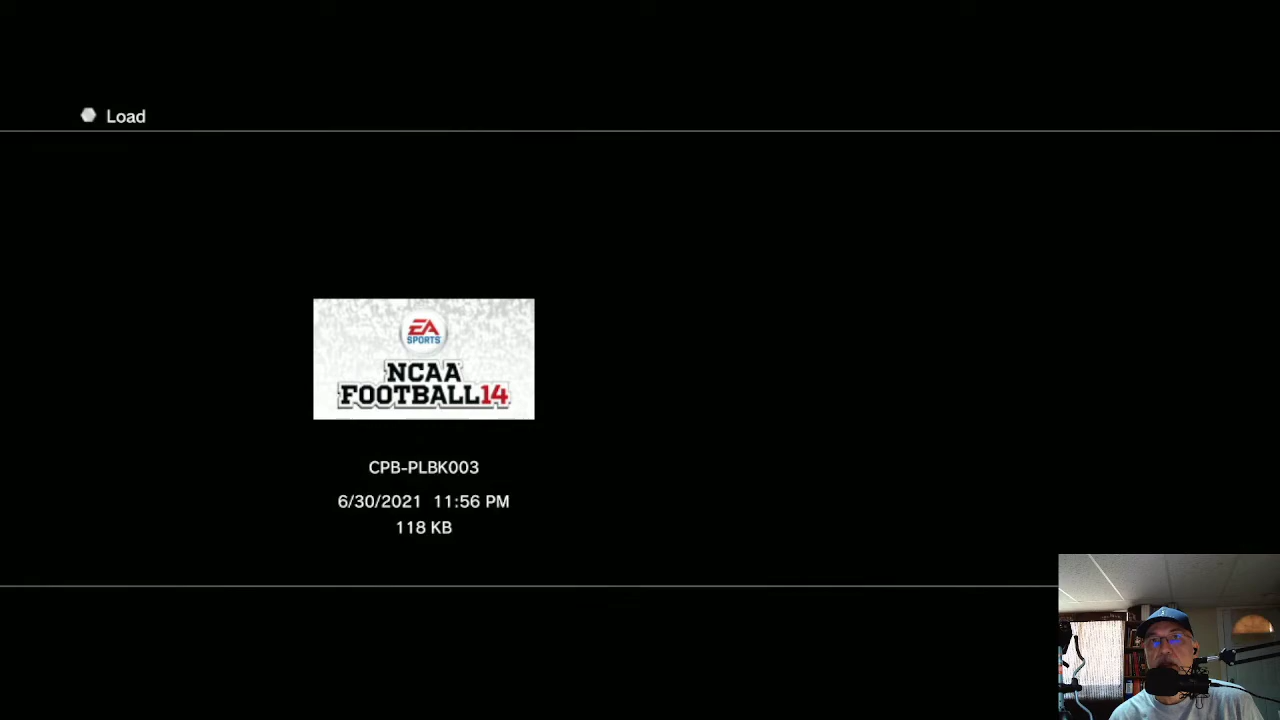 Load
EA
SPORTS
NCAA
FOOTBALL14
CPB-PLBK003
6/30/2021 11:56 PM
118 KB